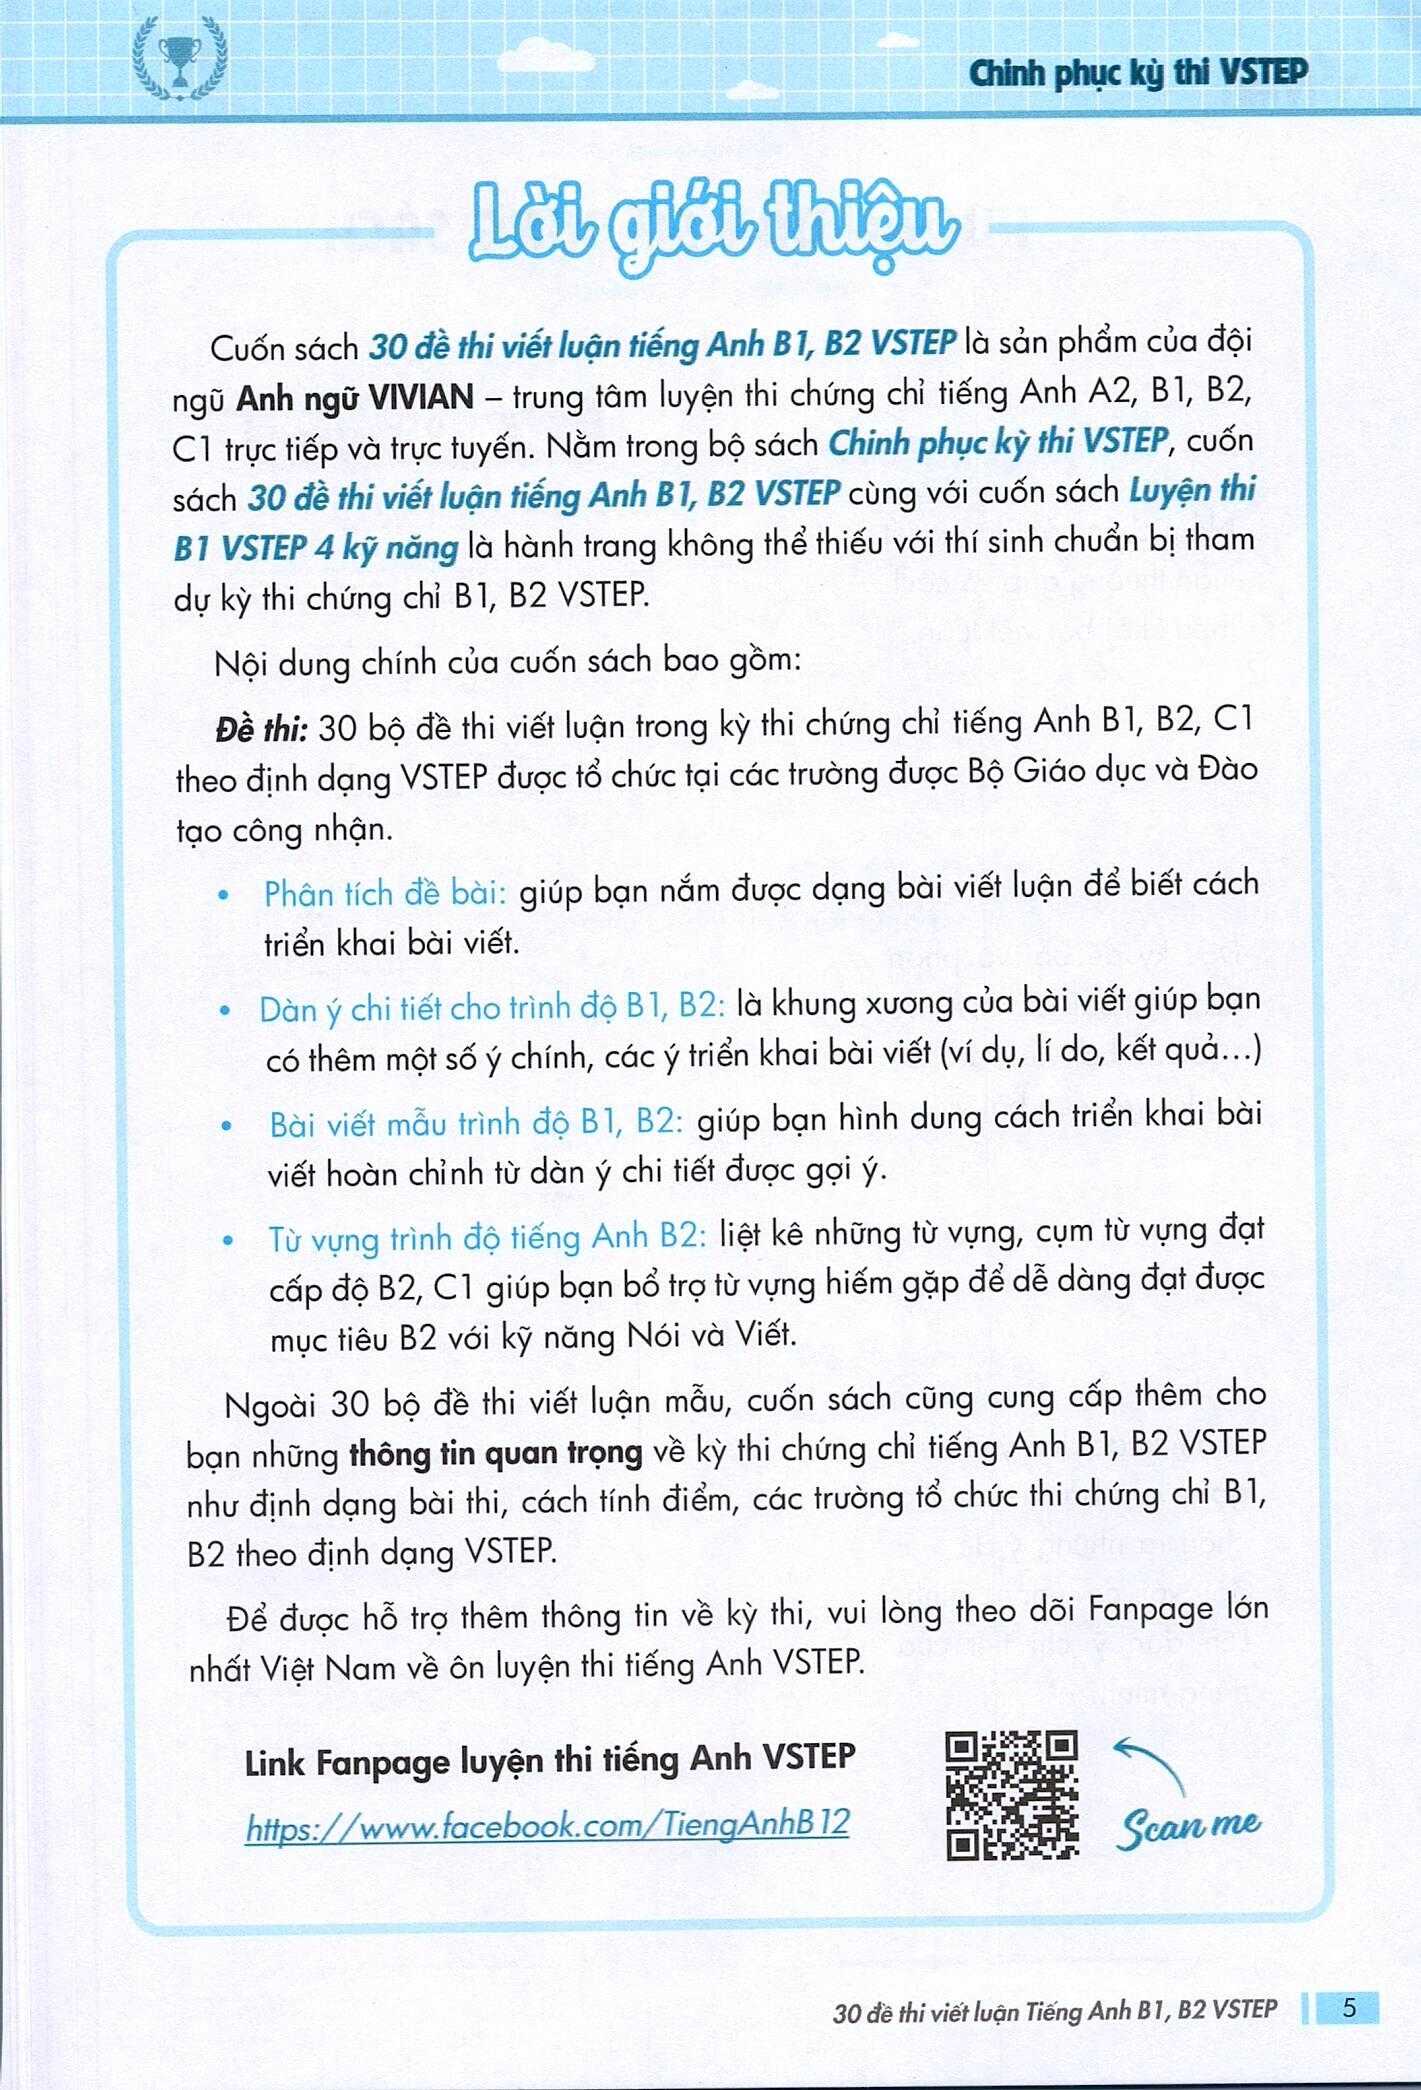 Chinh phục kỳ thi VSTEP
Lời giới thiệu
Cuốn sách 30 đề thi viết luận tiếng Anh B1, B2 VSTEP là sản phẩm của đội
ngũ Anh ngữ VIVIAN – trung tâm luyện thi chứng chỉ tiếng Anh A2, B1, B2,
C1 trực tiếp và trực tuyến. Nằm trong bộ sách Chinh phục kỳ thi VSTEP, cuốn
sách 30 đề thi viết luận tiếng Anh B1, B2 VSTEP cùng với cuốn sách Luyện thi
B1 VSTEP 4 kỹ năng là hành trang không thể thiếu với thí sinh chuẩn bị tham
dự kỳ thi chứng chỉ B1, B2 VSTEP.
Nội dung chính của cuốn sách bao gồm:
Đề thi: 30 bộ đề thi viết luận trong kỳ thi chứng chỉ tiếng Anh B1, B2, C1
theo định dạng VSTEP được tổ chức tại các trường được Bộ Giáo dục và Đào
tạo công nhận.
• Phân tích đề bài: giúp bạn nắm được dạng bài viết luận để biết cách
triển khai bài viết.
• Dàn ý chi tiết cho trình độ B1, B2: là khung xương của bài viết giúp bạn
có thêm một số ý chính, các ý triển khai bài viết (ví dụ, lí do, kết quả...)
• Bài viết mẫu trình độ B1, B2: giúp bạn hình dung cách triển khai bài
viết hoàn chỉnh từ dàn ý chi tiết được gợi ý.
• Từ vựng trình độ tiếng Anh B2: liệt kê những từ vựng, cụm từ vựng đạt
cấp độ B2, C1 giúp bạn bổ trợ từ vựng hiếm gặp để dễ dàng đạt được
mục tiêu B2 với kỹ năng Nói và Viết.
Ngoài 30 bộ đề thi viết luận mẫu, cuốn sách cũng cung cấp thêm cho
bạn những thông tin quan trọng về kỳ thi chứng chỉ tiếng Anh B1, B2 VSTEP
như định dạng bài thi, cách tính điểm, các trường tổ chức thi chứng chỉ B1,
B2 theo định dạng VSTEP.
Để được hỗ trợ thêm thông tin về kỳ thi, vui lòng theo dõi Fanpage lớn
nhất Việt Nam về ôn luyện thi tiếng Anh VSTEP.
Link Fanpage luyện thi tiếng Anh VSTEP
https://www.facebook.com/TiengAnhB12
Scan me
30 đề thi viết luận Tiếng Anh B1, B2 VSTEP 5